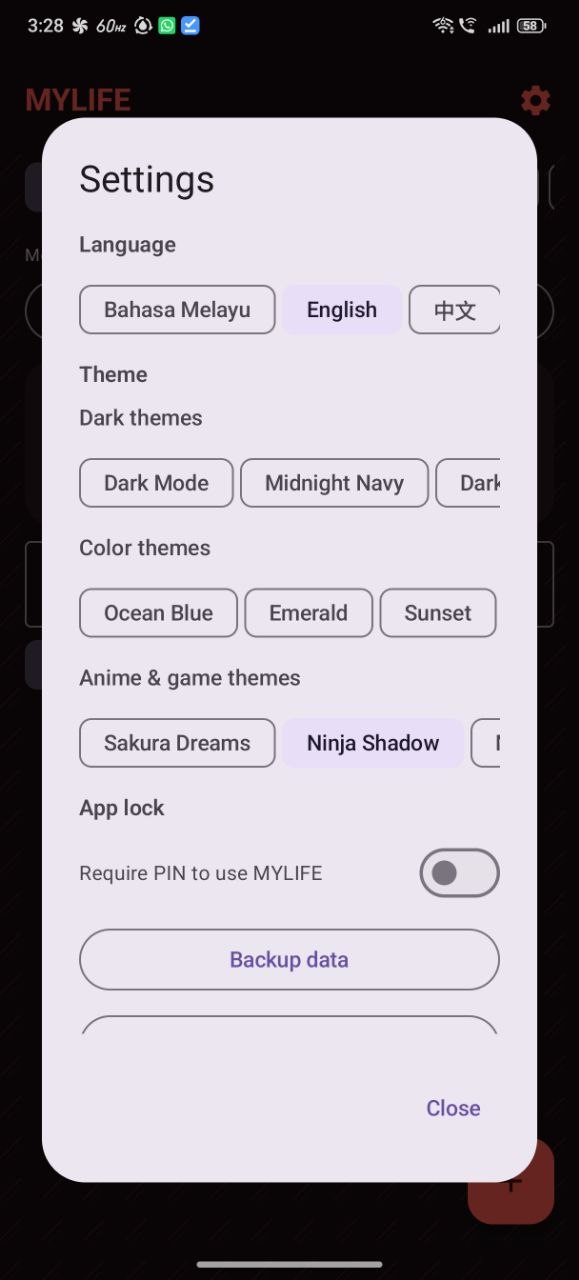 3:28 60HZ 58
MYLIFE
Settings
Language
Bahasa Melayu English 中文
Theme
Dark themes
Dark Mode Midnight Navy Dark
Color themes
Ocean Blue Emerald Sunset
Anime & game themes
Sakura Dreams Ninja Shadow
App lock
Require PIN to use MYLIFE
Backup data
Close